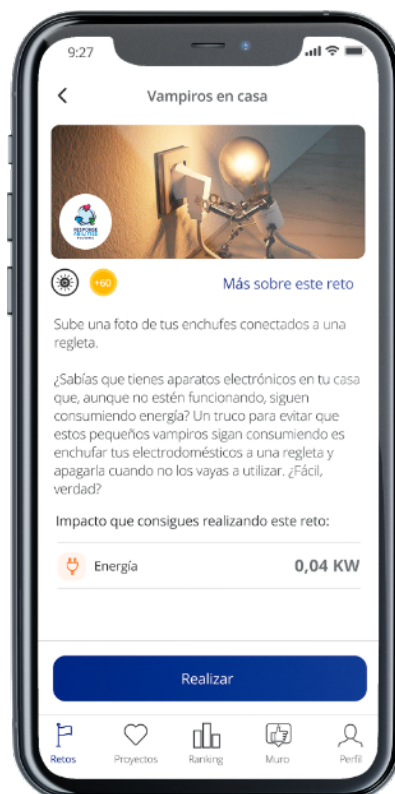 9:27
Vampiros en casa
+60
Más sobre este reto
Sube una foto de tus enchufes conectados a una
regleta.
¿Sabías que tienes aparatos electrónicos en tu casa
que, aunque no estén funcionando, siguen
consumiendo energía? Un truco para evitar que
estos pequeños vampiros sigan consumiendo es
enchufar tus electrodomésticos a una regleta y
apagarla cuando no los vayas a utilizar. ¿Fácil,
verdad?
Impacto que consigues realizando este reto:
Energía 0,04 KW
Realizar
Retos Proyectos Ranking Muro Perfil